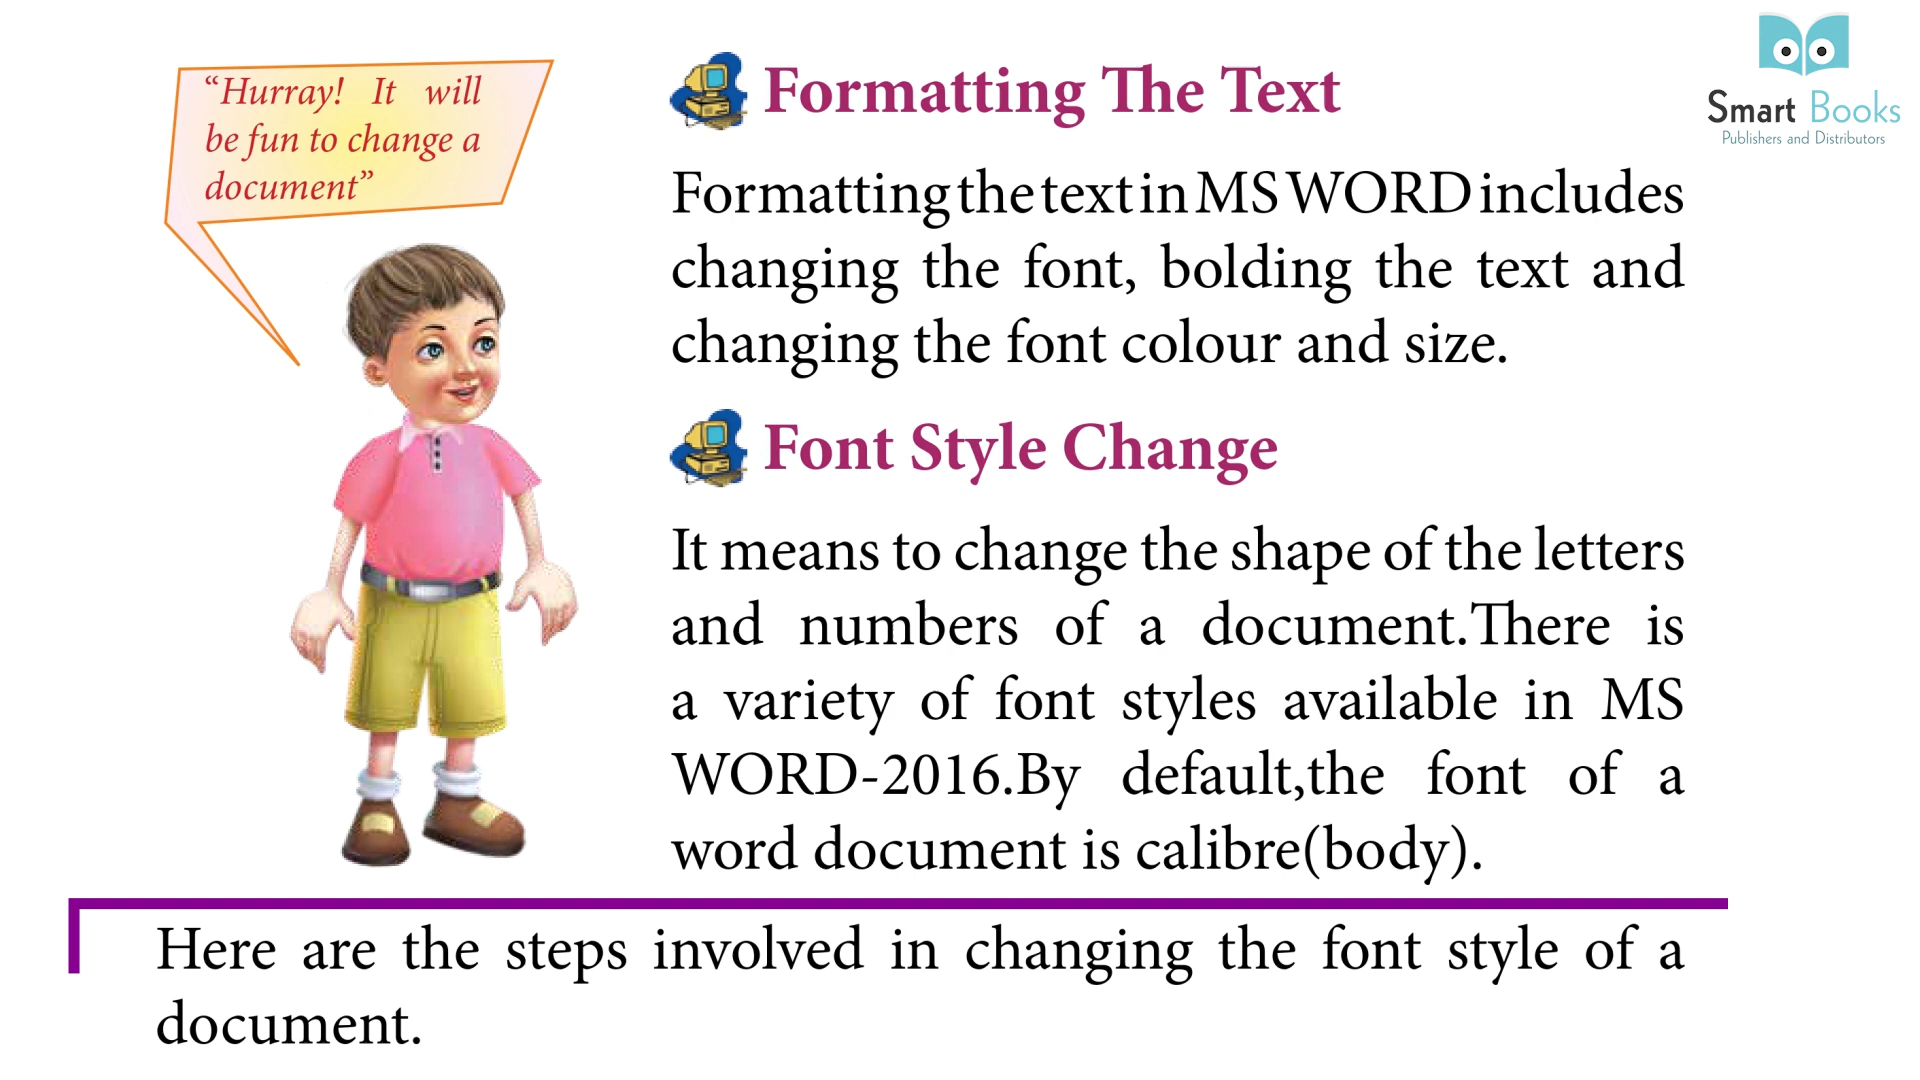 “Hurray! It will
be fun to change a
document”
Formatting The Text
Smart Books
Publishers and Distributors
Formatting the text in MS WORD includes
changing the font, bolding the text and
changing the font colour and size.
Font Style Change
It means to change the shape of the letters
and numbers of a document.There is
a variety of font styles available in MS
WORD-2016.By default,the font of a
word document is calibre(body).
Here are the steps involved in changing the font style of a
document.